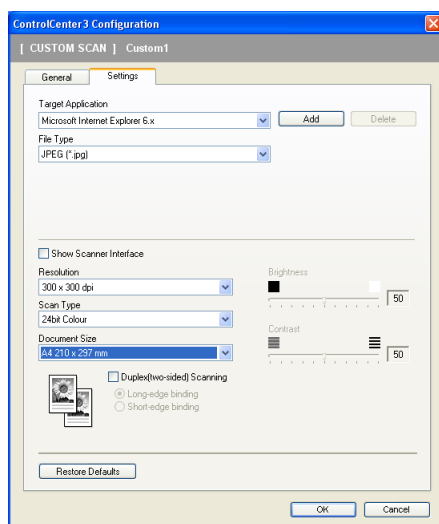 ControlCenter3 Configuration
[ CUSTOM SCAN ] Custom1
General Settings
Target Application
Microsoft Internet Explorer 6.x Add Delete
File Type
JPEG (*.jpg)
Show Scanner Interface
Resolution Brightness
300 x 300 dpi
50
Scan Type
24bit Colour
Contrast
Document Size
A4 210 x 297 mm 50
Duplex(two-sided) Scanning
Long-edge binding
Short-edge binding
Restore Defaults
OK Cancel